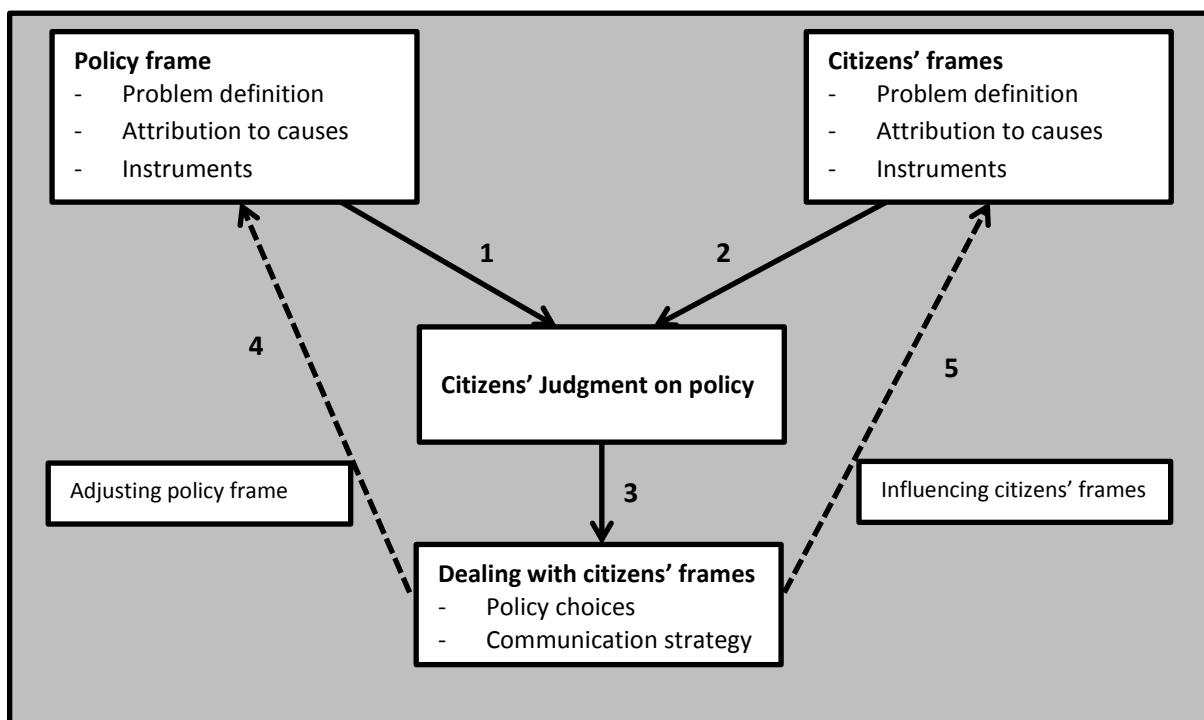 Policy frame
- Problem definition
- Attribution to causes
- Instruments
Citizens’ frames
- Problem definition
- Attribution to causes
- Instruments
1
2
4
Citizens’ Judgment on policy
5
Adjusting policy frame
3
Influencing citizens’ frames
Dealing with citizens’ frames
- Policy choices
- Communication strategy